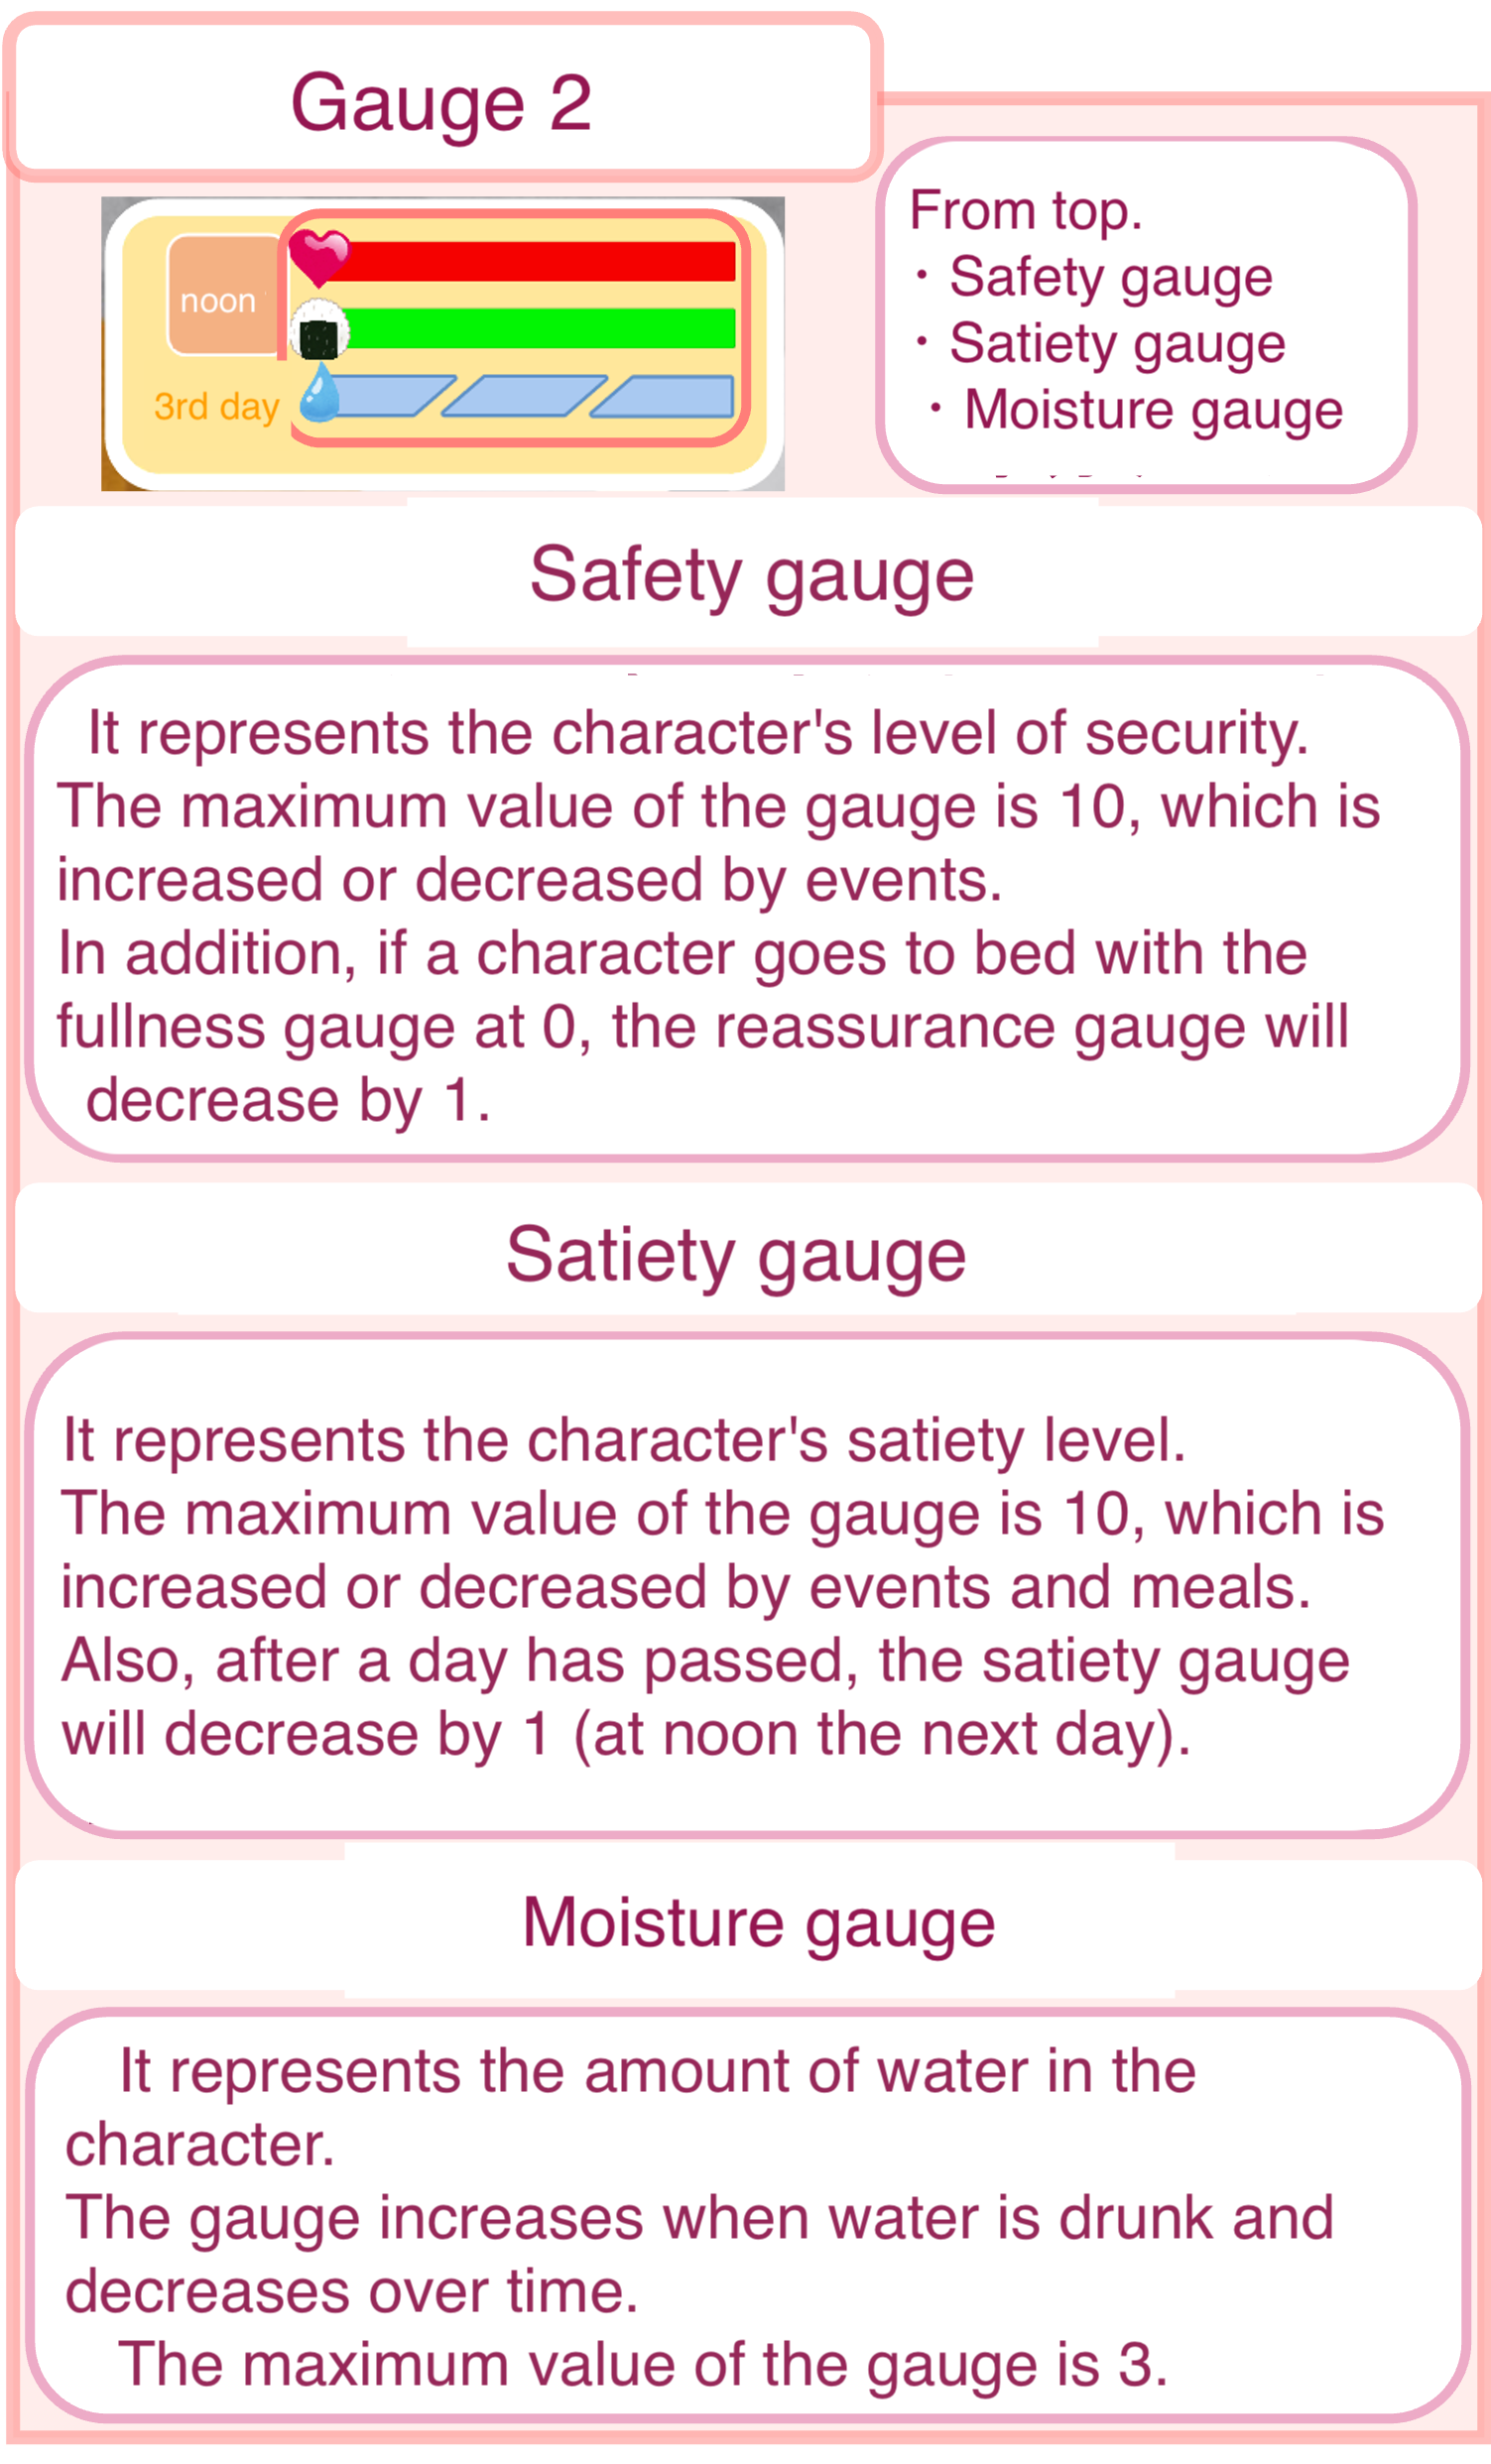 Gauge 2
noon
3rd day
From top.
・Safety gauge
・Satiety gauge
・Moisture gauge
Safety gauge
It represents the character's level of security.
The maximum value of the gauge is 10, which is
increased or decreased by events.
In addition, if a character goes to bed with the
fullness gauge at 0, the reassurance gauge will
decrease by 1.
Satiety gauge
It represents the character's satiety level.
The maximum value of the gauge is 10, which is
increased or decreased by events and meals.
Also, after a day has passed, the satiety gauge
will decrease by 1 (at noon the next day).
Moisture gauge
It represents the amount of water in the
character.
The gauge increases when water is drunk and
decreases over time.
The maximum value of the gauge is 3.